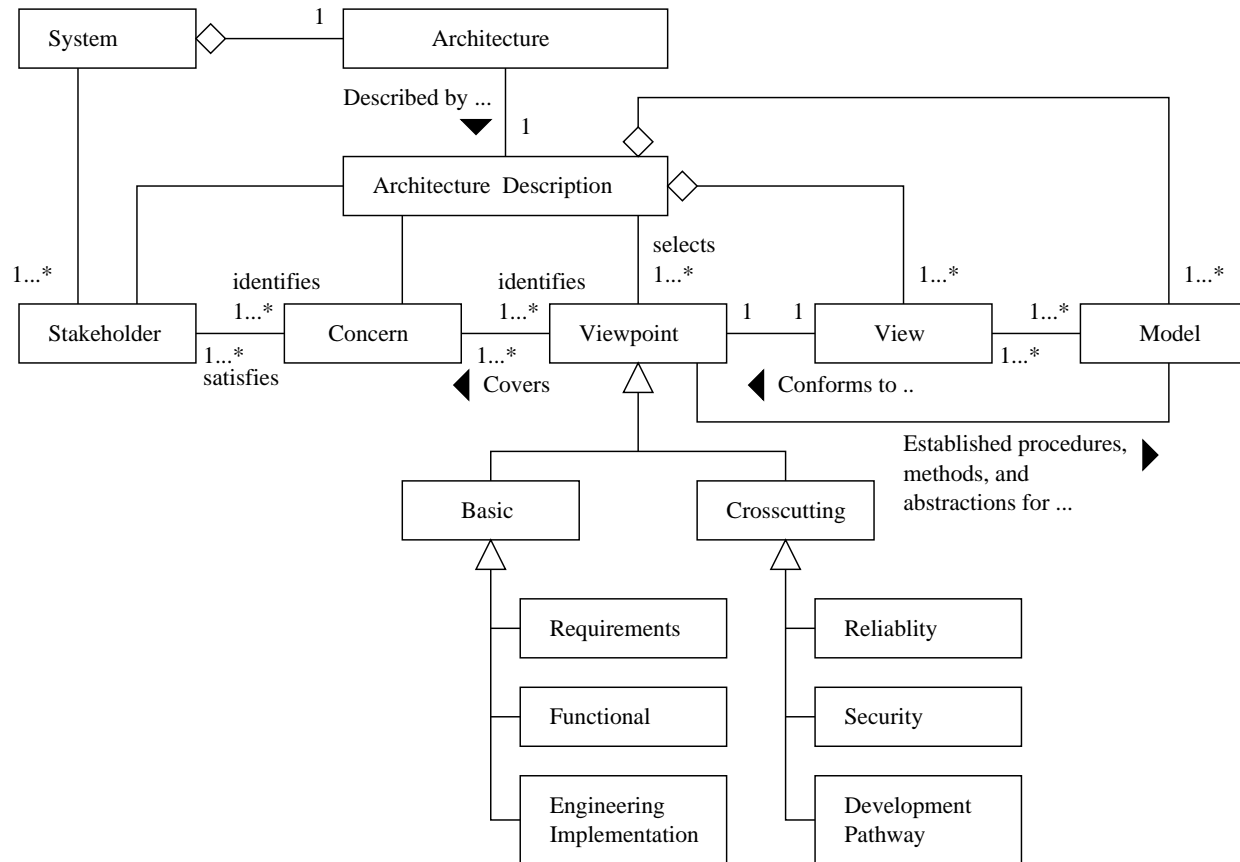 1
System
Architecture
Described by ...
1
Architecture Description
selects
1...*
identifies
identifies
1...*
1...*
1...*
1...*
1...*
1...*
Stakeholder
Concern
Viewpoint
1
1
View
Model
1...*
1...*
1...*
satisfies
Covers
Conforms to ..
Established procedures,
methods, and
abstractions for ...
Basic
Crosscutting
Requirements
Reliablity
Functional
Security
Engineering
Implementation
Development
Pathway